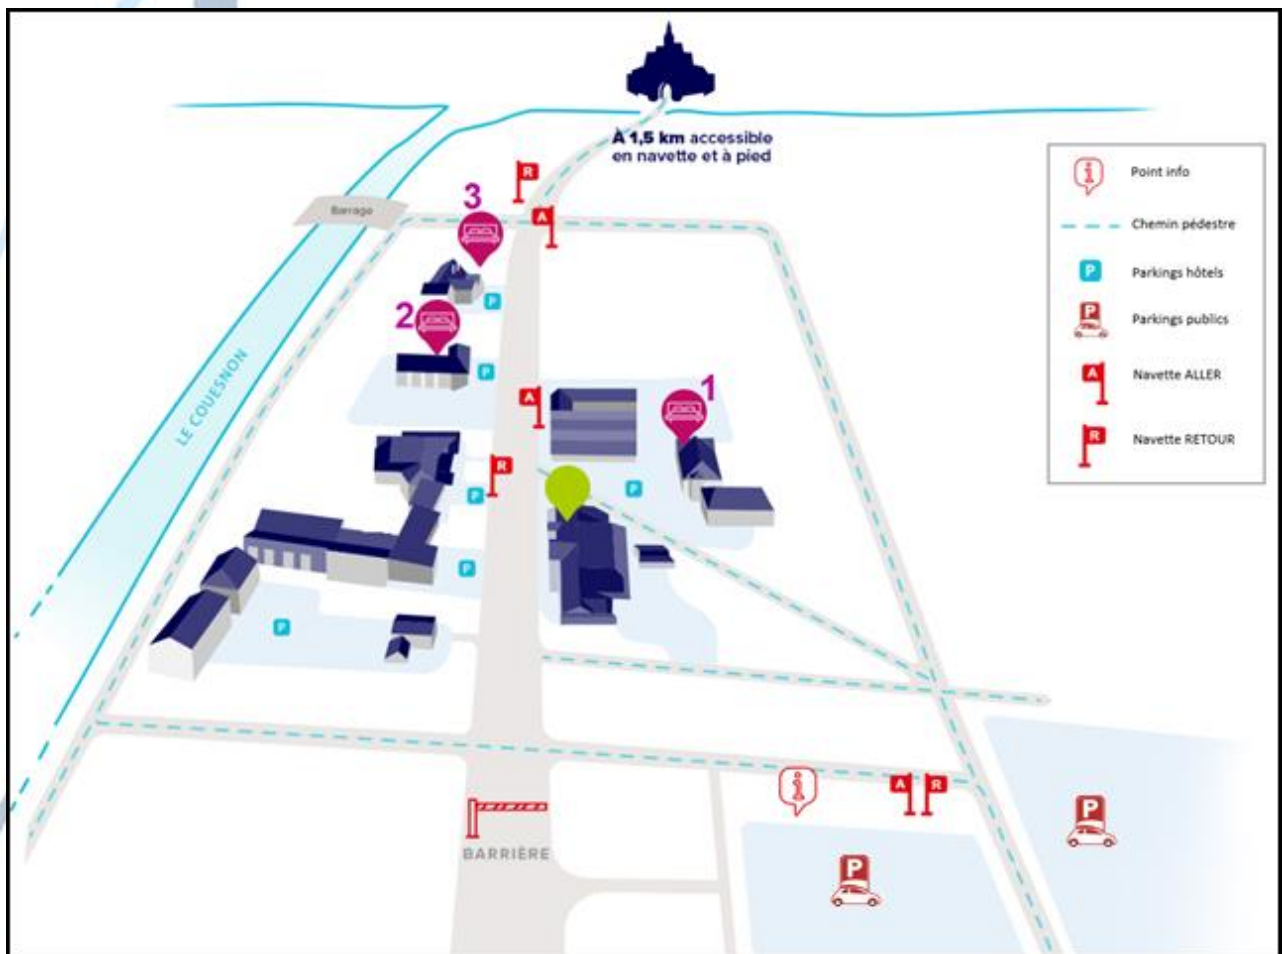 À 1,5 km accessible
en navette et à pied
R
A
Barrage
3
P
2
P
LE COUESNON
A
1
R
P
P
P
P
i
A
R
BARRIÈRE
P
P
i
Point info
Chemin pédestre
P
Parkings hôtels
P
Parkings publics
A
Navette ALLER
R
Navette RETOUR